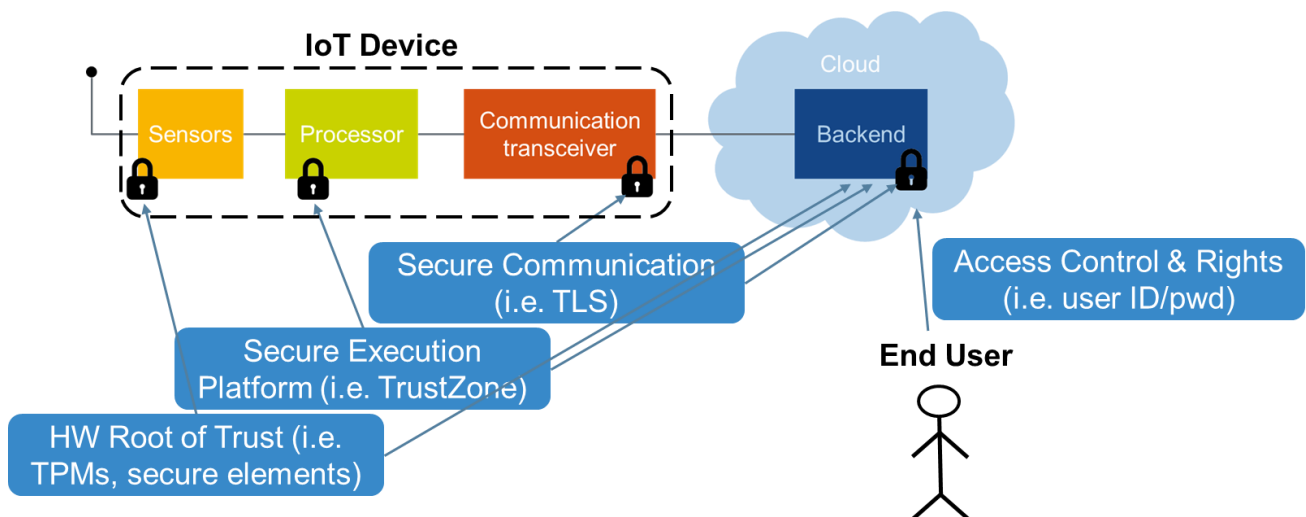 IoT Device
Cloud
Sensors
Processor
Communication
transceiver
Backend
Secure Communication
(i.e. TLS)
Access Control & Rights
(i.e. user ID/pwd)
Secure Execution
Platform (i.e. TrustZone)
End User
HW Root of Trust (i.e.
TPMs, secure elements)